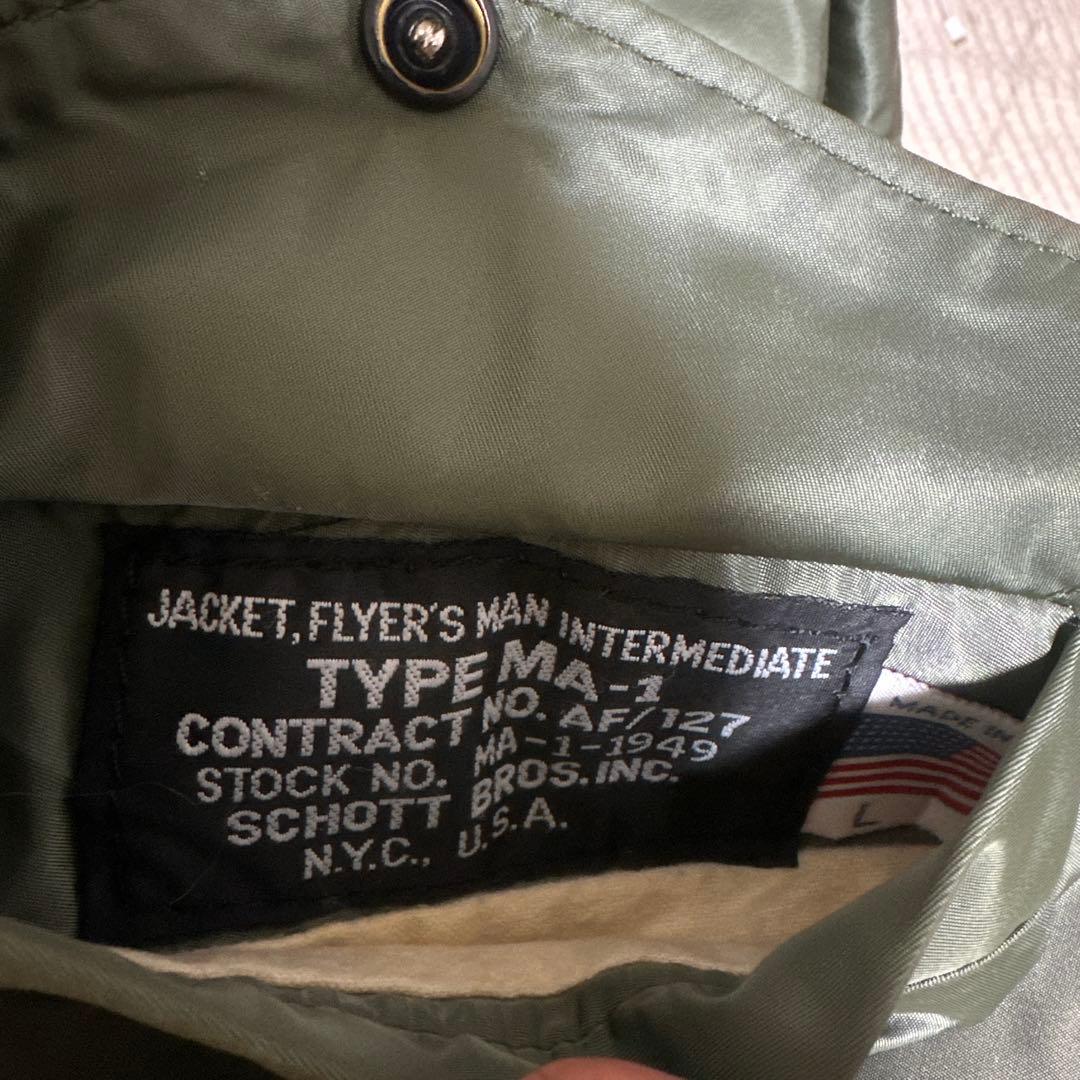 JACKET, FLYER'S MAN INTERMEDIATE
TYPE MA-1
CONTRACT NO. AF/127
STOCK NO. MA-1-1949
SCHOTT BROS. INC.
N.Y.C., U.S.A.
MADE IN
L